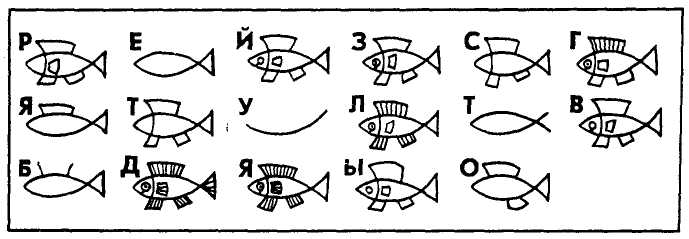 Р Е Й З С Г
Я Т У Л Т В
Б Д Я Ы О